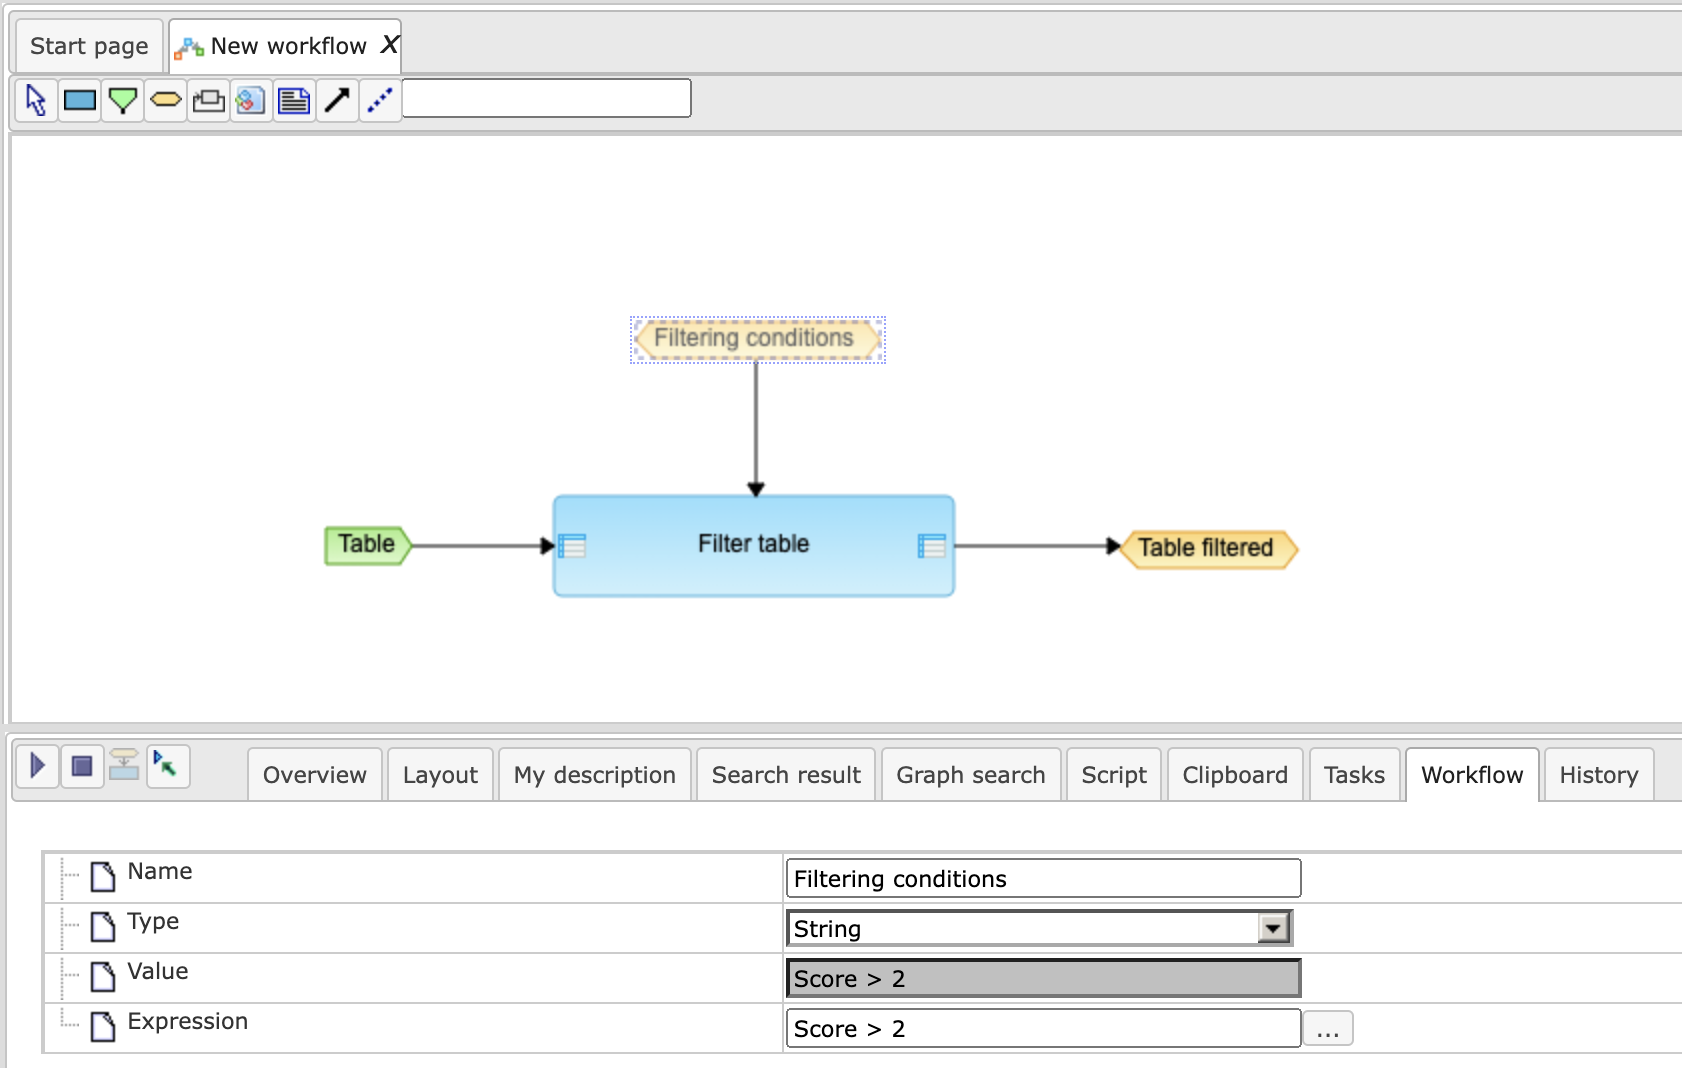 Start page
New workflow X
Filtering conditions
Table
Filter table
Table filtered
Overview
Layout
My description
Search result
Graph search
Script
Clipboard
Tasks
Workflow
History
Name
Filtering conditions
Type
String
Value
Score > 2
Expression
Score > 2
...